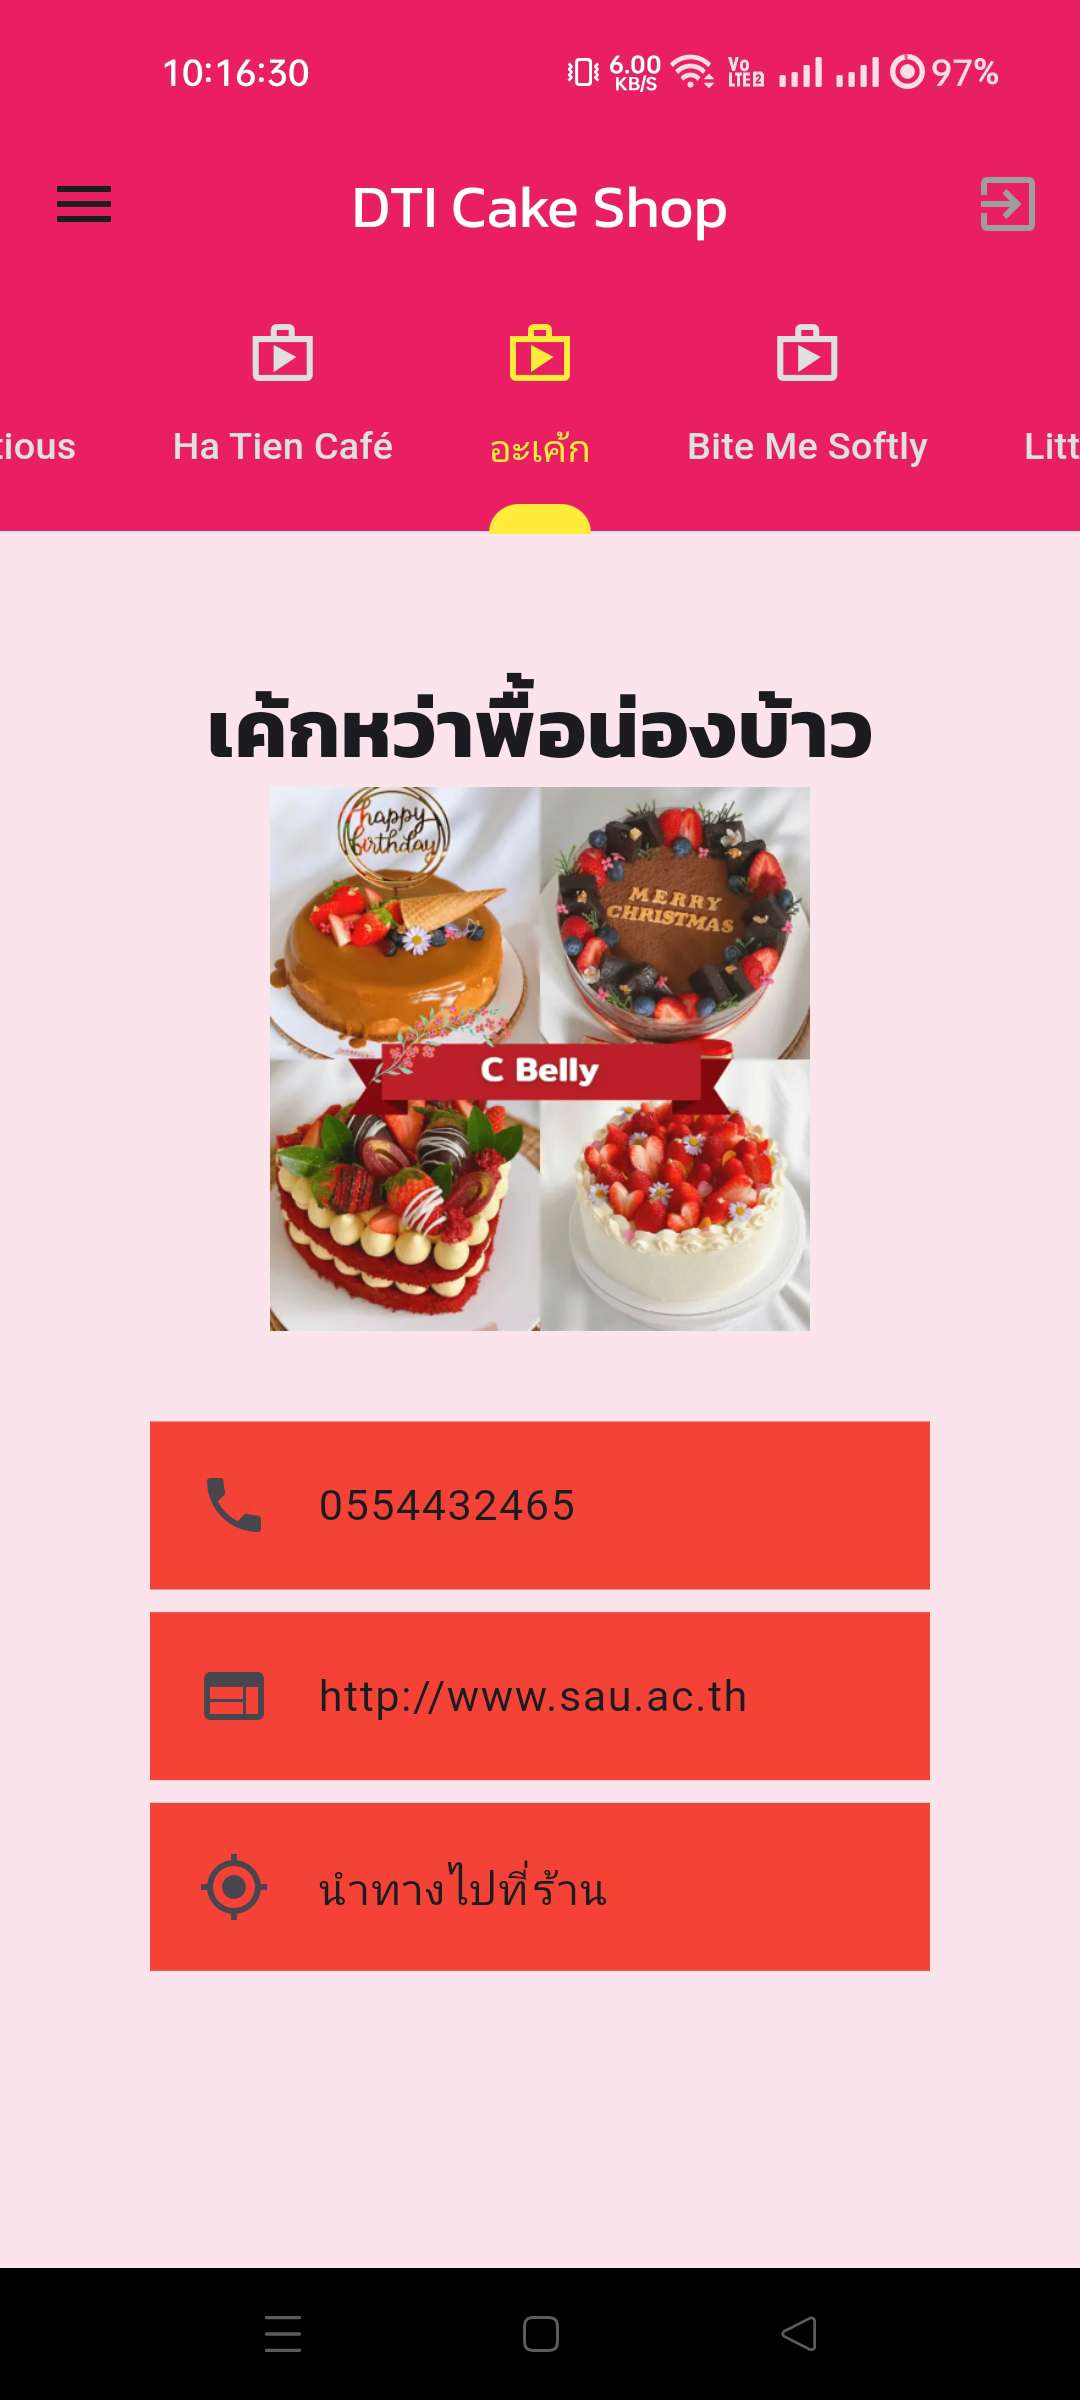 10:16:30
6.00
KB/S
Vo
LTE 2
97%
DTI Cake Shop
tious
Ha Tien Café
อะเค้ก
Bite Me Softly
Litt
เค้กหว่าพื้อน่องบ้าว
happy
birthday
MERRY
CHRISTMAS
C Belly
0554432465
http://www.sau.ac.th
นำทางไปที่ร้าน